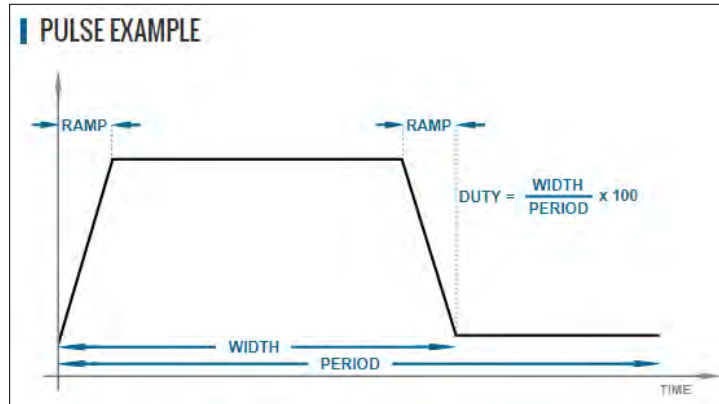 PULSE EXAMPLE
RAMP
RAMP
DUTY = WIDTH
PERIOD
x 100
WIDTH
PERIOD
TIME